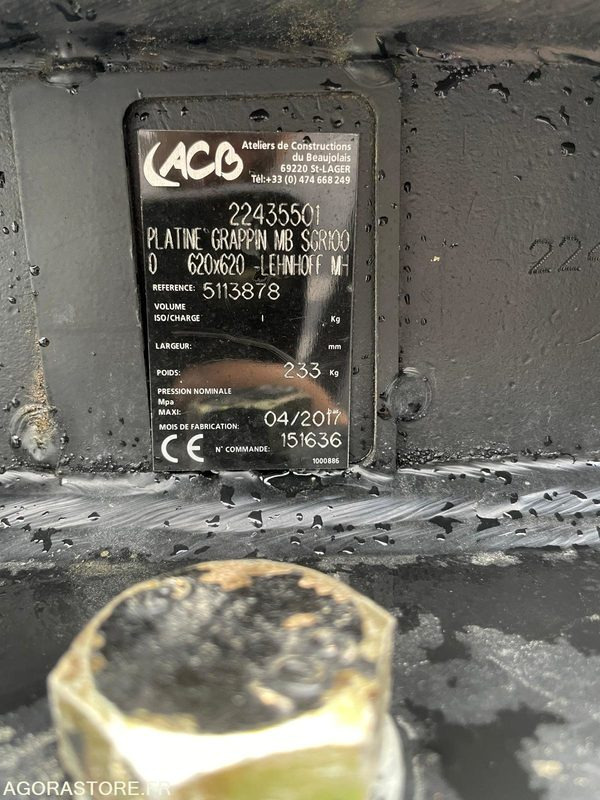 ACB
Ateliers de Constructions
du Beaujolais
69220 St-LAGER
Tél:+33 (0) 474 668 249
22435501
PLATINE GRAPPIN MB SGR100
0 620x620 -LEHNHOFF MH
REFERENCE: 5113878
VOLUME
ISO/CHARGE l Kg
LARGEUR: mm
POIDS: 233 Kg
PRESSION NOMINALE
Mpa
MAXI: bar
MOIS DE FABRICATION: 04/2017
CE N° COMMANDE: 151636
1000886
224
AGORASTORE.FR